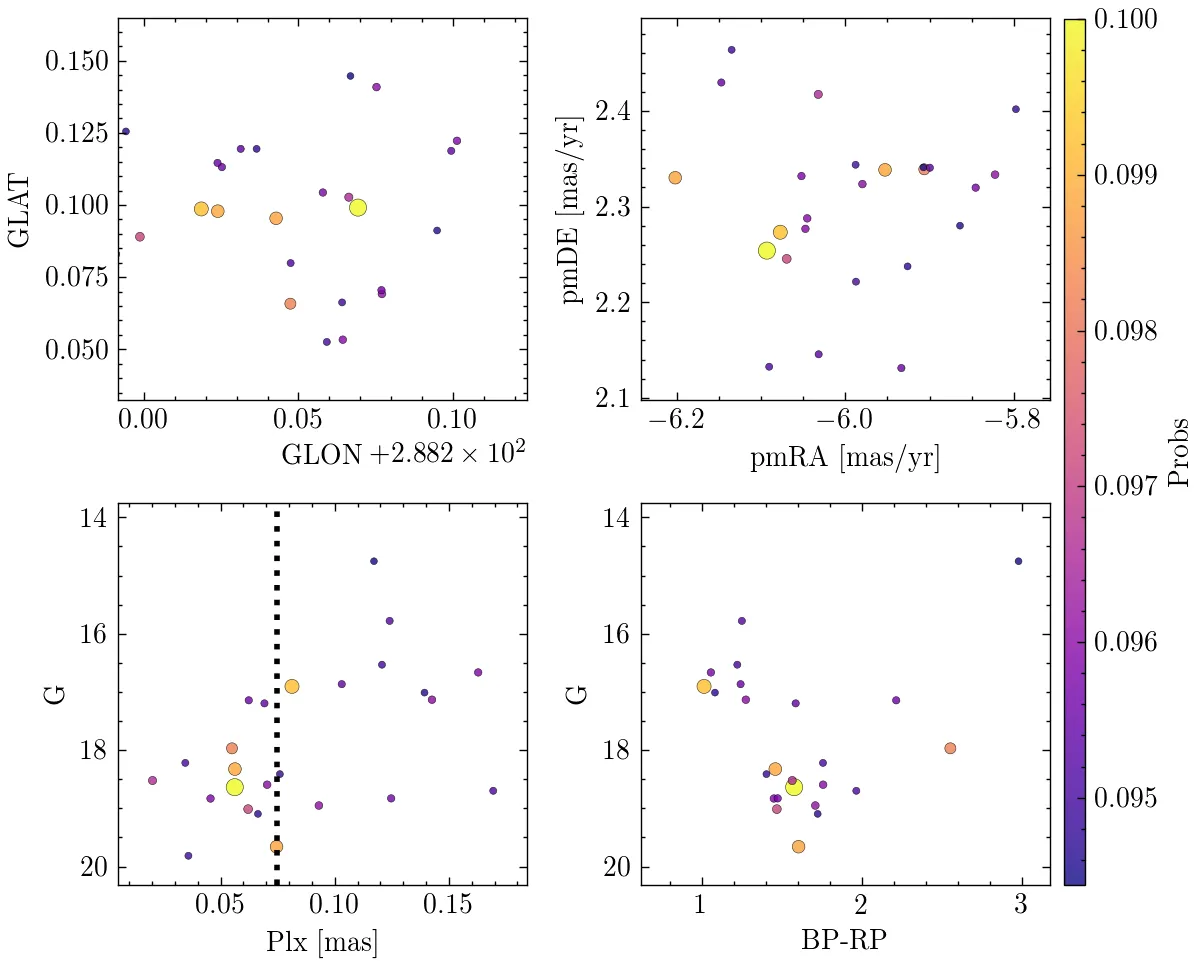 0.150
0.125
0.100
0.075
0.050
GLAT
0.00 0.05 0.10
GLON +2.882 × 10²
2.4
2.3
2.2
2.1
pmDE [mas/yr]
−6.2 −6.0 −5.8
pmRA [mas/yr]
14
16
18
20
G
0.05 0.10 0.15
Plx [mas]
14
16
18
20
G
1 2 3
BP-RP
0.100
0.099
0.098
0.097
0.096
0.095
Probs